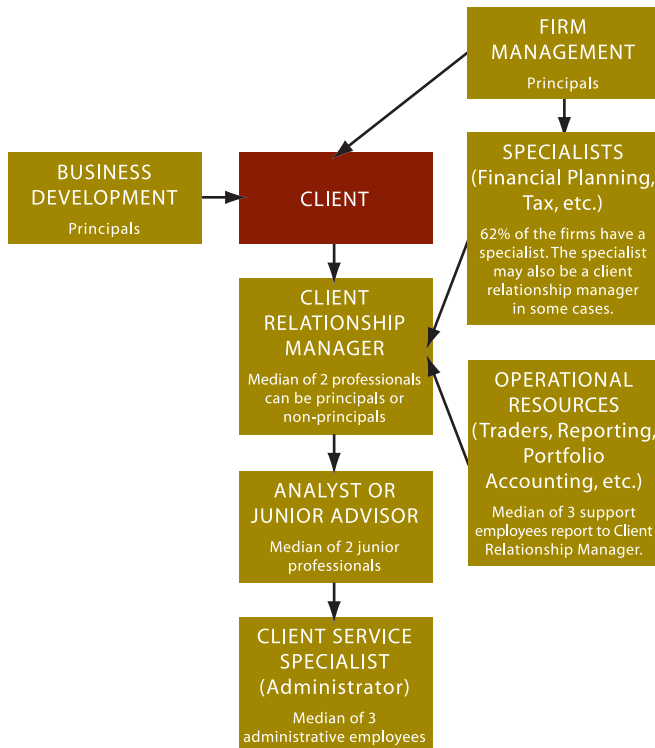 FIRM
MANAGEMENT
Principals
BUSINESS
DEVELOPMENT
Principals
CLIENT
SPECIALISTS
(Financial Planning,
Tax, etc.)
62% of the firms have a
specialist. The specialist
may also be a client
relationship manager
in some cases.
CLIENT
RELATIONSHIP
MANAGER
Median of 2 professionals
can be principals or
non-principals
OPERATIONAL
RESOURCES
(Traders, Reporting,
Portfolio
Accounting, etc.)
Median of 3 support
employees report to Client
Relationship Manager.
ANALYST OR
JUNIOR ADVISOR
Median of 2 junior
professionals
CLIENT SERVICE
SPECIALIST
(Administrator)
Median of 3
administrative employees